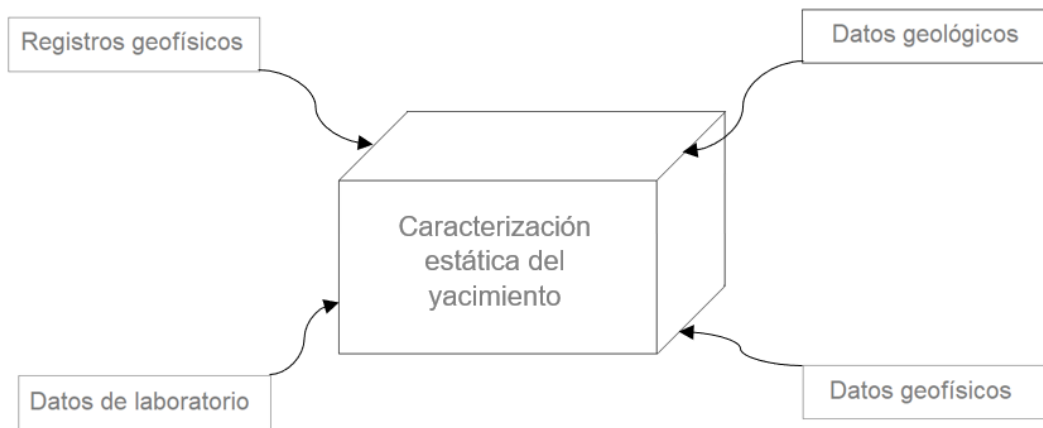 Registros geofísicos
Datos geológicos
Caracterización
estática del
yacimiento
Datos de laboratorio
Datos geofísicos